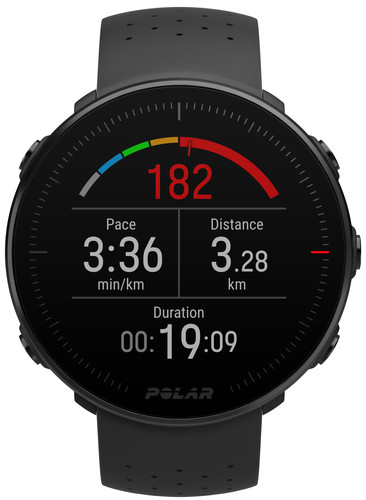 182
Pace Distance
3:36 3.28
min/km km
Duration
00:19:09
POLAR